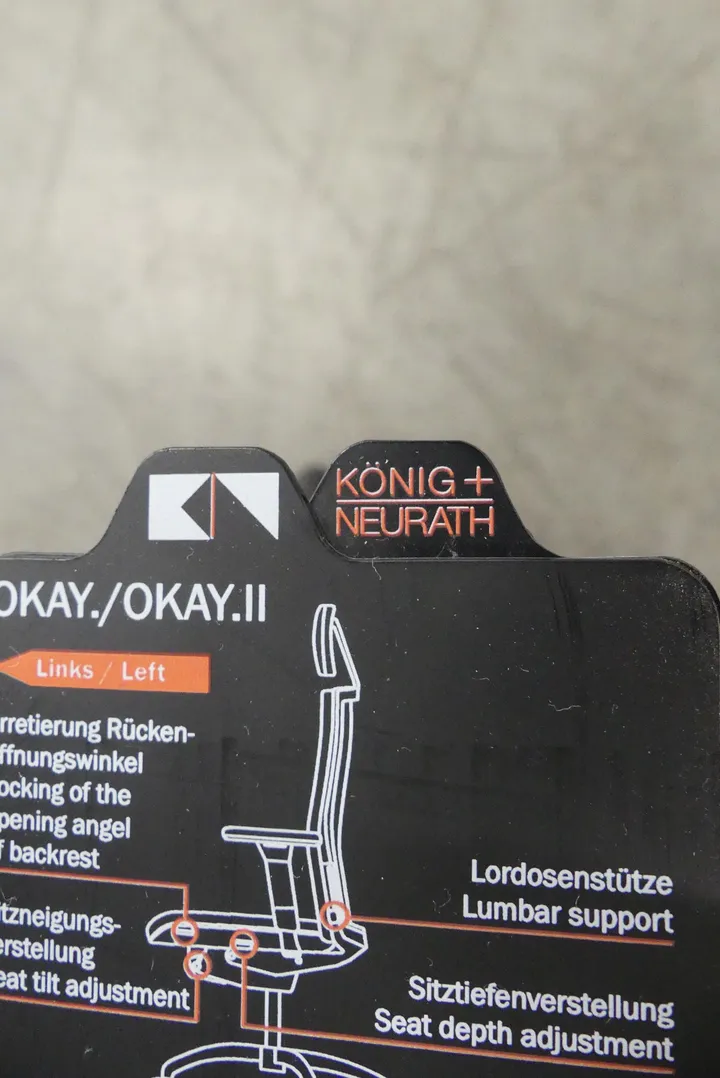 KÖNIG +
NEURATH
OKAY./OKAY.II
Links / Left
rretierung Rücken-
ffnungswinkel
ocking of the
pening angel
f backrest
tzneigungs-
erstellung
eat tilt adjustment
Lordosenstütze
Lumbar support
Sitztiefenverstellung
Seat depth adjustment